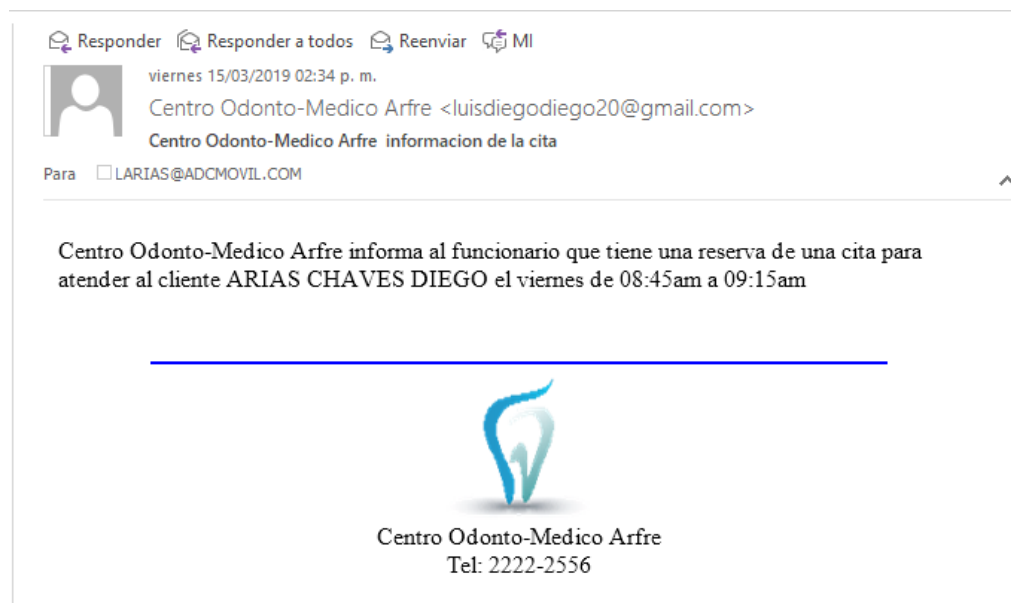 Responder Responder a todos Reenviar MI
viernes 15/03/2019 02:34 p. m.
Centro Odonto-Medico Arfre <luisdiegodiego20@gmail.com>
Centro Odonto-Medico Arfre informacion de la cita
Para LARIAS@ADCMOVIL.COM
Centro Odonto-Medico Arfre informa al funcionario que tiene una reserva de una cita para
atender al cliente ARIAS CHAVES DIEGO el viernes de 08:45am a 09:15am
Centro Odonto-Medico Arfre
Tel: 2222-2556